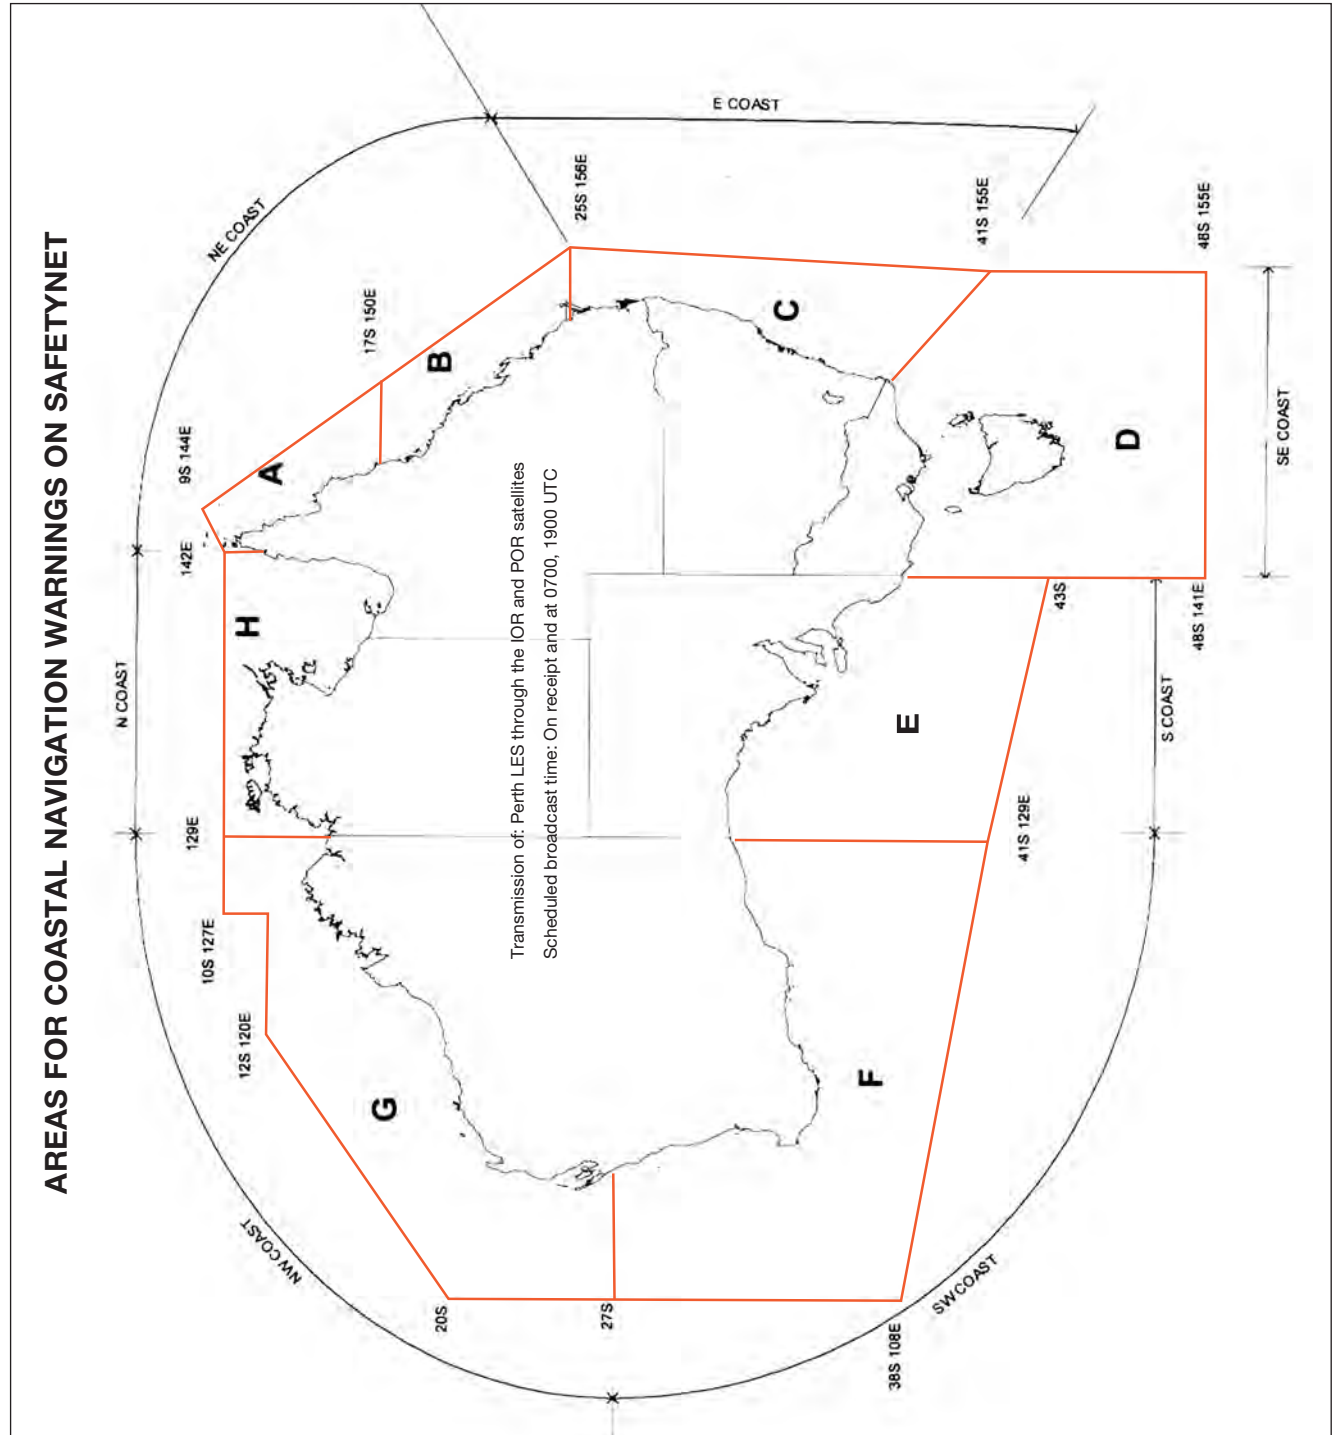 AREAS FOR COASTAL NAVIGATION WARNINGS ON SAFETYNET
N COAST
NE COAST
E COAST
142E
9S 144E
17S 150E
25S 156E
129E
10S 127E
12S 120E
H
A
B
C
41S 155E
48S 155E
G
Transmission of: Perth LES through the IOR and POR satellites
Scheduled broadcast time: On receipt and at 0700, 1900 UTC
D
SE COAST
E
43S
48S 141E
S COAST
F
41S 129E
NW COAST
20S
27S
38S 108E
SW COAST